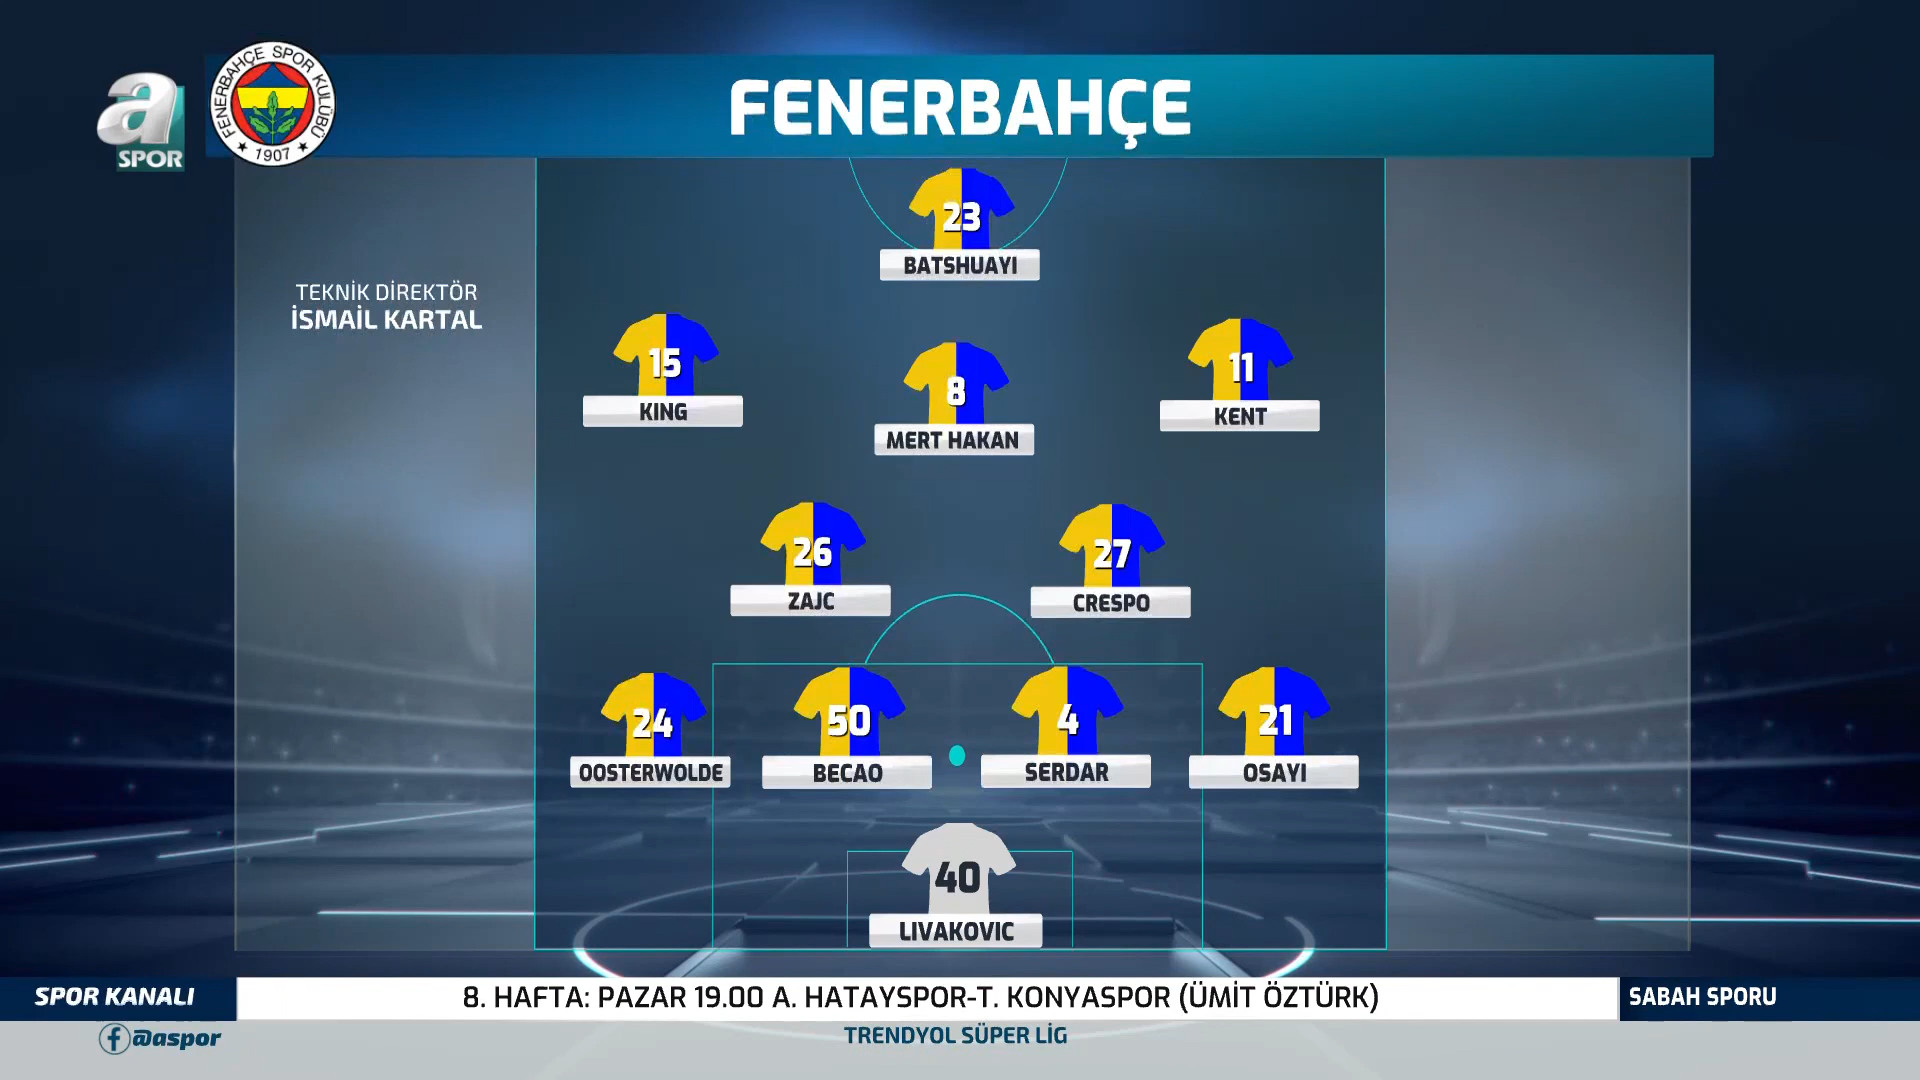 a
SPOR
FENERBAHÇE SPOR KULÜBÜ
★ 1907 ★
FENERBAHÇE
23
BATSHUAYI
TEKNİK DİREKTÖR
İSMAİL KARTAL
15
KING
8
MERT HAKAN
11
KENT
26
ZAJC
27
CRESPO
24
OOSTERWOLDE
50
BECAO
4
SERDAR
21
OSAYI
40
LIVAKOVIC
SPOR KANALI
8. HAFTA: PAZAR 19.00 A. HATAYSPOR-T. KONYASPOR (ÜMİT ÖZTÜRK)
SABAH SPORU
f @aspor
TRENDYOL SÜPER LİG